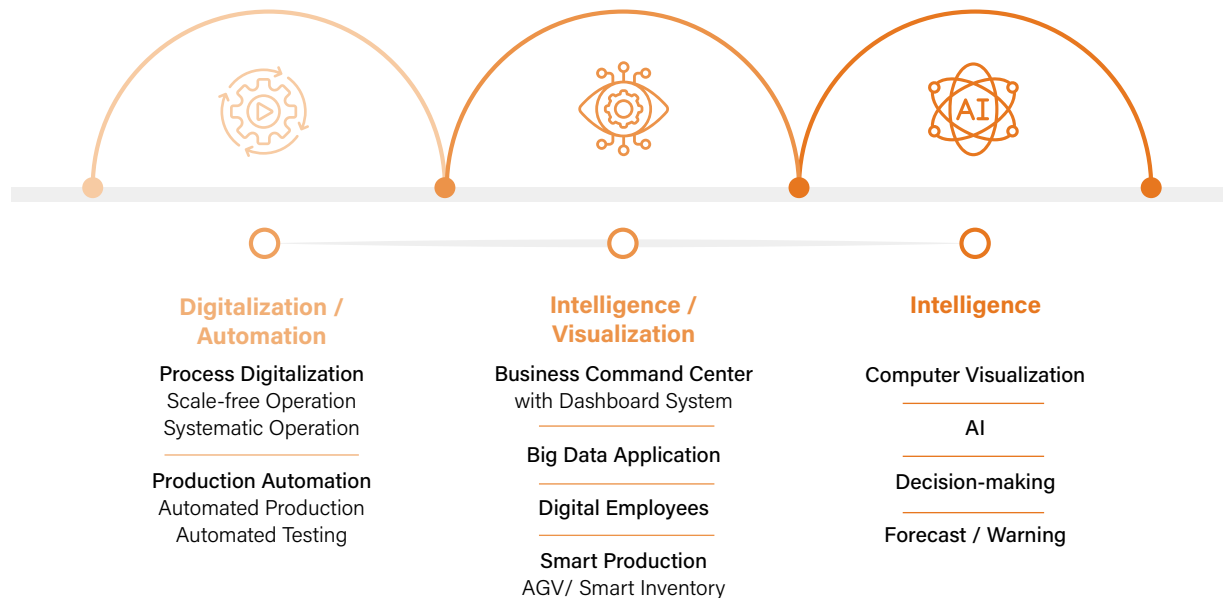 AI
Digitalization /
Automation
Process Digitalization
Scale-free Operation
Systematic Operation
Production Automation
Automated Production
Automated Testing
Intelligence /
Visualization
Business Command Center
with Dashboard System
Big Data Application
Digital Employees
Smart Production
AGV/ Smart Inventory
Intelligence
Computer Visualization
AI
Decision-making
Forecast / Warning